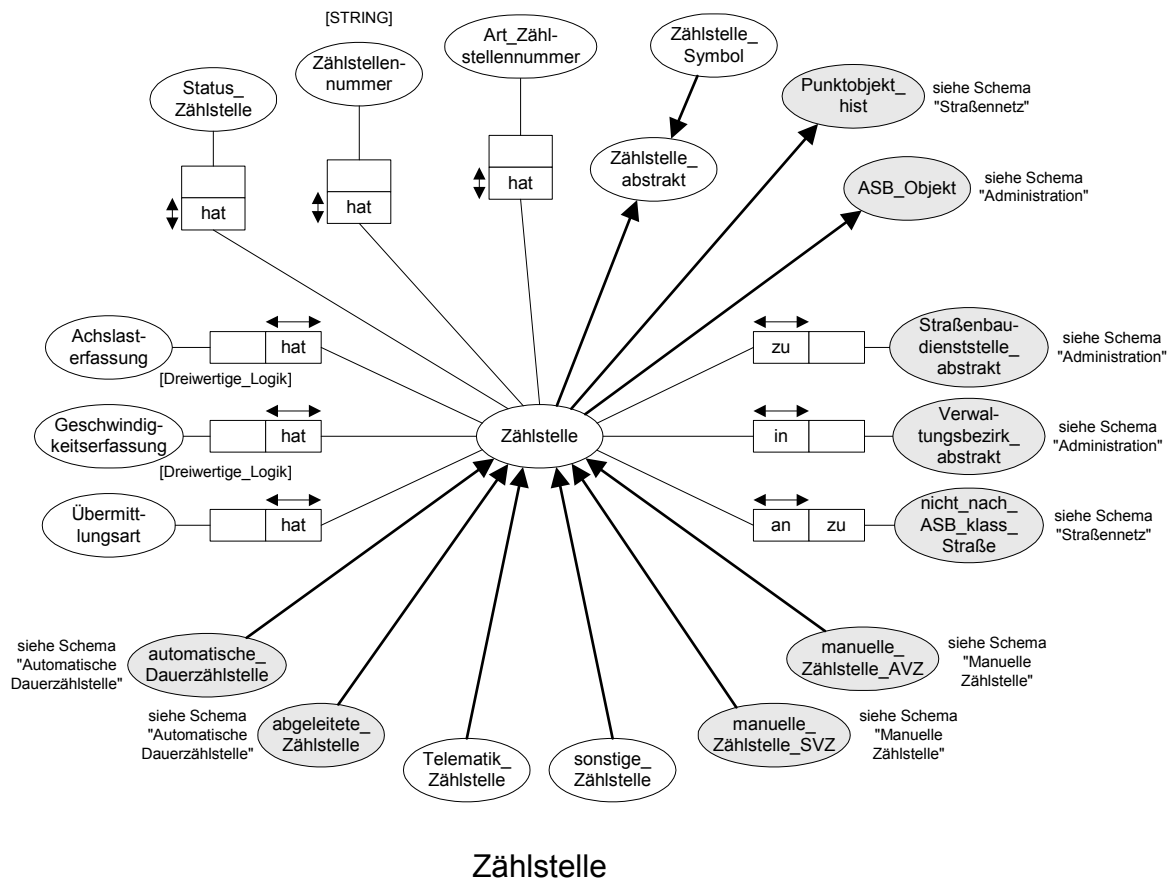 [STRING]
Art_Zähl-
stellennummer
Zählstelle_
Symbol
Zählstellen-
nummer
Status_
Zählstelle
Punktobjekt_
hist
siehe Schema
"Straßennetz"
Zählstelle_
abstrakt
hat
hat
hat
ASB_Objekt
siehe Schema
"Administration"
Achslast-
erfassung
hat
[Dreiwertige_Logik]
zu
Straßenbau-
dienststelle_
abstrakt
siehe Schema
"Administration"
Geschwindig-
keitserfassung
hat
[Dreiwertige_Logik]
Zählstelle
in
Verwal-
tungsbezirk_
abstrakt
siehe Schema
"Administration"
Übermitt-
lungsart
hat
an
zu
nicht_nach_
ASB_klass_
Straße
siehe Schema
"Straßennetz"
siehe Schema
"Automatische
Dauerzählstelle"
automatische_
Dauerzählstelle
manuelle_
Zählstelle_AVZ
siehe Schema
"Manuelle
Zählstelle"
siehe Schema
"Automatische
Dauerzählstelle"
abgeleitete_
Zählstelle
Telematik_
Zählstelle
sonstige_
Zählstelle
manuelle_
Zählstelle_SVZ
siehe Schema
"Manuelle
Zählstelle"
Zählstelle